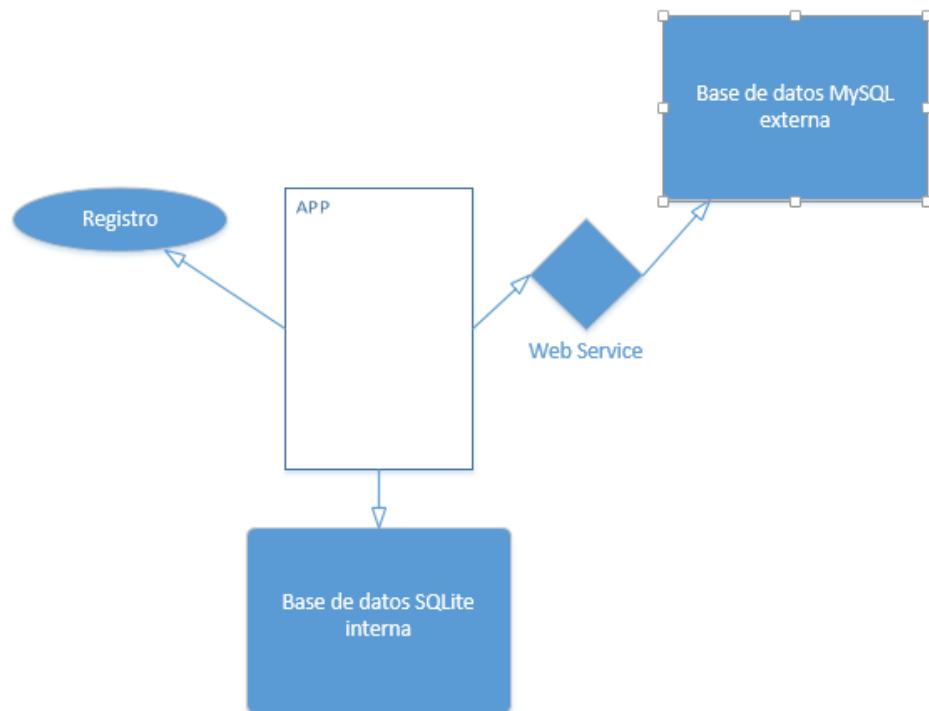 Base de datos MySQL
externa
Registro
APP
Web Service
Base de datos SQLite
interna